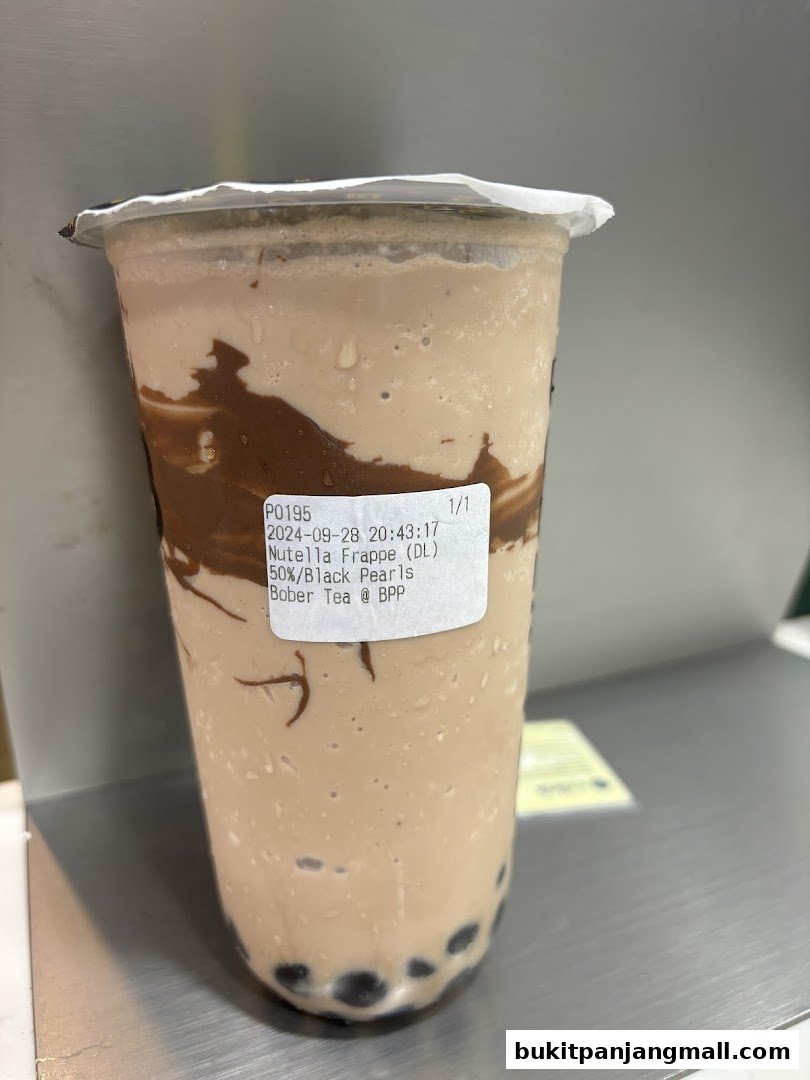 P0195 1/1
2024-09-28 20:43:17
Nutella Frappe (DL)
50%/Black Pearls
Bober Tea @ BPP
bukitpanjangmall.com